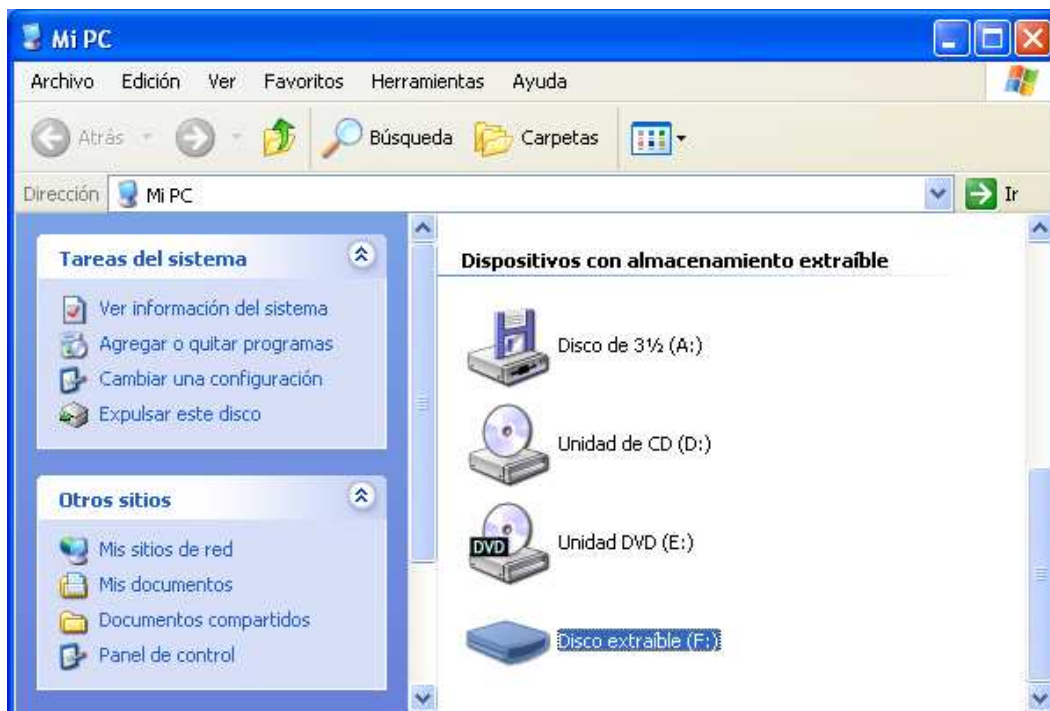 Mi PC
Archivo Edición Ver Favoritos Herramientas Ayuda
Atrás Búsqueda Carpetas
Dirección Mi PC Ir
Tareas del sistema
Ver información del sistema
Agregar o quitar programas
Cambiar una configuración
Expulsar este disco
Otros sitios
Mis sitios de red
Mis documentos
Documentos compartidos
Panel de control
Dispositivos con almacenamiento extraíble
Disco de 3½ (A:)
Unidad de CD (D:)
DVD Unidad DVD (E:)
Disco extraíble (F:)